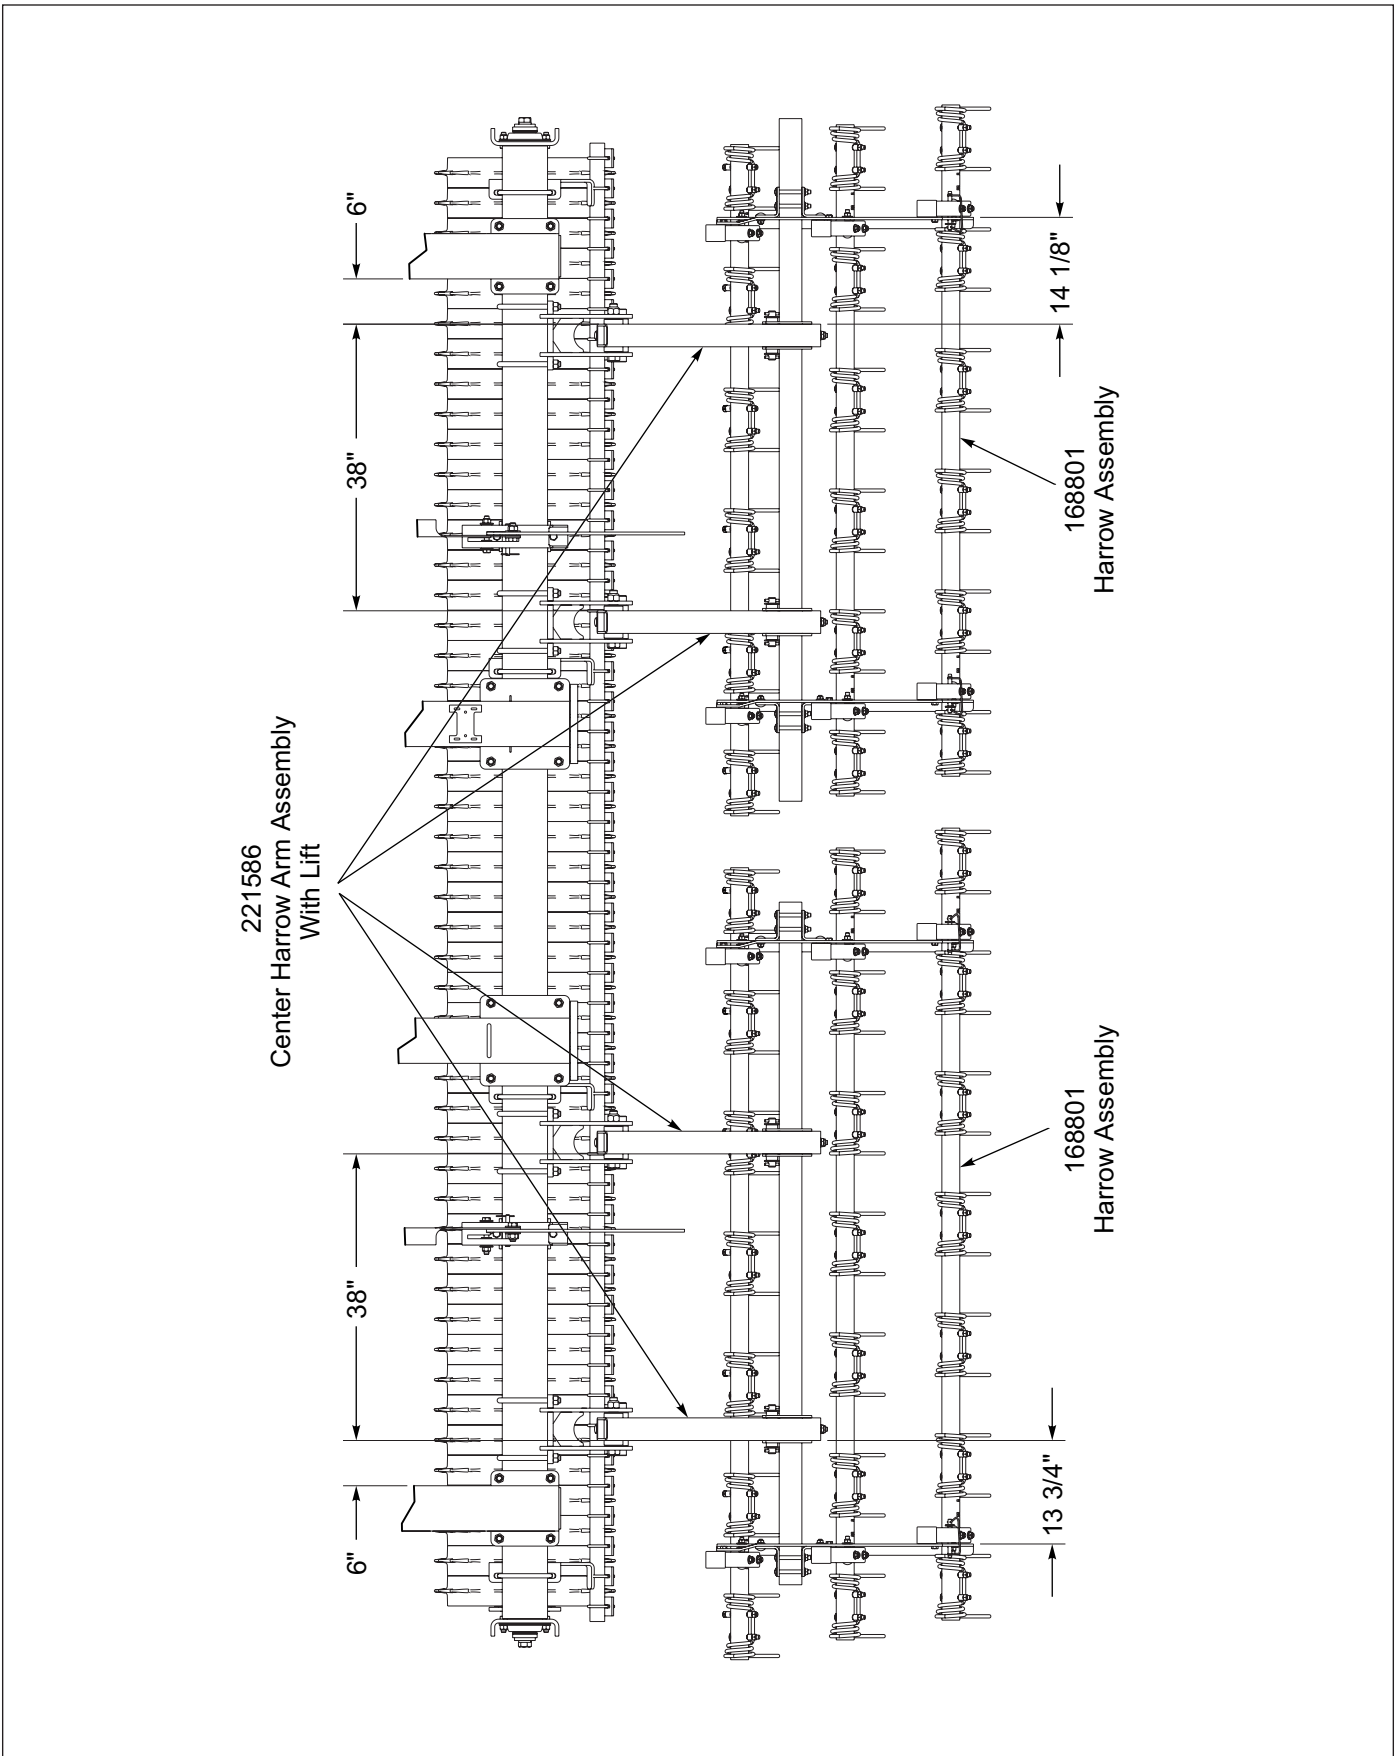 221586
Center Harrow Arm Assembly
With Lift
6"
38"
38"
6"
13 3/4"
14 1/8"
168801
Harrow Assembly
168801
Harrow Assembly